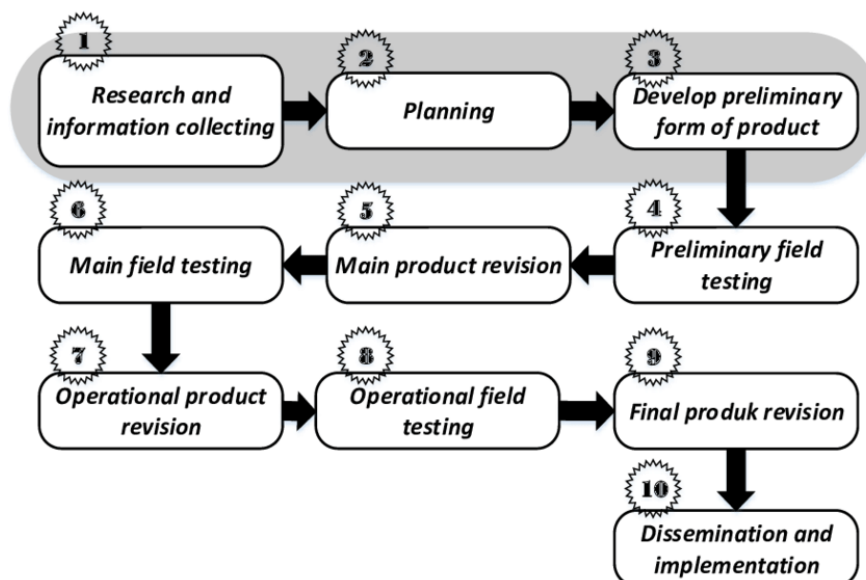 1
Research and
information collecting
2
Planning
3
Develop preliminary
form of product
4
Preliminary field
testing
5
Main product revision
6
Main field testing
7
Operational product
revision
8
Operational field
testing
9
Final produk revision
10
Dissemination and
implementation